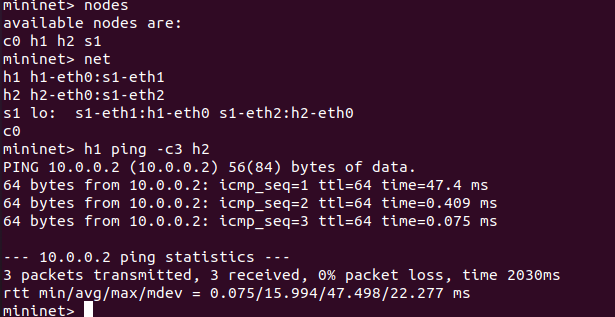 mininet> nodes
available nodes are:
c0 h1 h2 s1
mininet> net
h1 h1-eth0:s1-eth1
h2 h2-eth0:s1-eth2
s1 lo:  s1-eth1:h1-eth0 s1-eth2:h2-eth0
c0
mininet> h1 ping -c3 h2
PING 10.0.0.2 (10.0.0.2) 56(84) bytes of data.
64 bytes from 10.0.0.2: icmp_seq=1 ttl=64 time=47.4 ms
64 bytes from 10.0.0.2: icmp_seq=2 ttl=64 time=0.409 ms
64 bytes from 10.0.0.2: icmp_seq=3 ttl=64 time=0.075 ms
--- 10.0.0.2 ping statistics ---
3 packets transmitted, 3 received, 0% packet loss, time 2030ms
rtt min/avg/max/mdev = 0.075/15.994/47.498/22.277 ms
mininet>